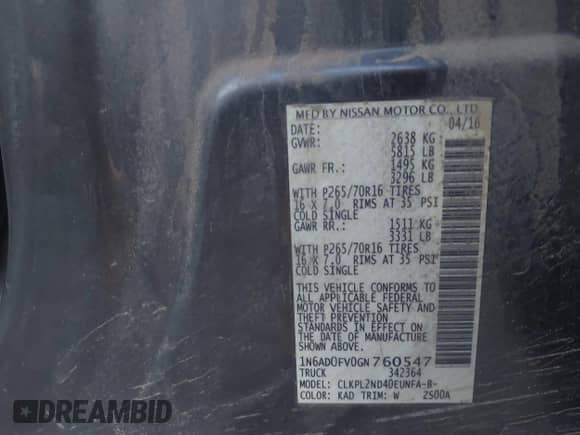 MFD BY NISSAN MOTOR CO., LTD.
DATE: 04/16
GVWR: 2638 KG
5815 LB
GAWR FR.: 1495 KG
3296 LB
WITH P265/70R16 TIRES
16 X 7.0 RIMS AT 35 PSI
COLD SINGLE
GAWR RR.: 1511 KG
3331 LB
WITH P265/70R16 TIRES
16 X 7.0 RIMS AT 35 PSI
COLD SINGLE
THIS VEHICLE CONFORMS TO
ALL APPLICABLE FEDERAL
MOTOR VEHICLE SAFETY AND
THEFT PREVENTION
STANDARDS IN EFFECT ON
THE DATE OF MANUFACTURE
1N6AD0FV0GN760547
TRUCK 342364
MODEL: CLKPL2ND40EUNFA-B-
COLOR: KAD TRIM: W ZS00A
DREAMBID